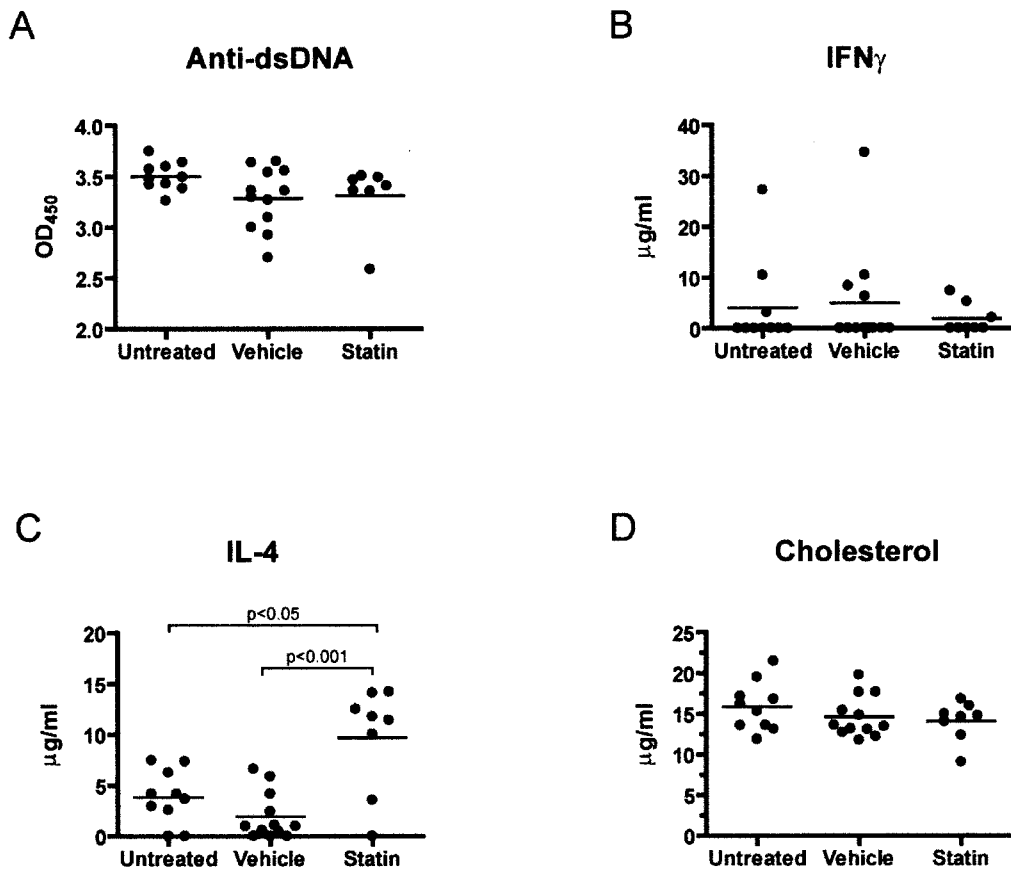 A
Anti-dsDNA
OD450
4.0
3.5
3.0
2.5
2.0
Untreated Vehicle Statin
B
IFNγ
μg/ml
40
30
20
10
0
Untreated Vehicle Statin
C
IL-4
p<0.05
p<0.001
μg/ml
20
15
10
5
0
Untreated Vehicle Statin
D
Cholesterol
μg/ml
25
20
15
10
5
0
Untreated Vehicle Statin